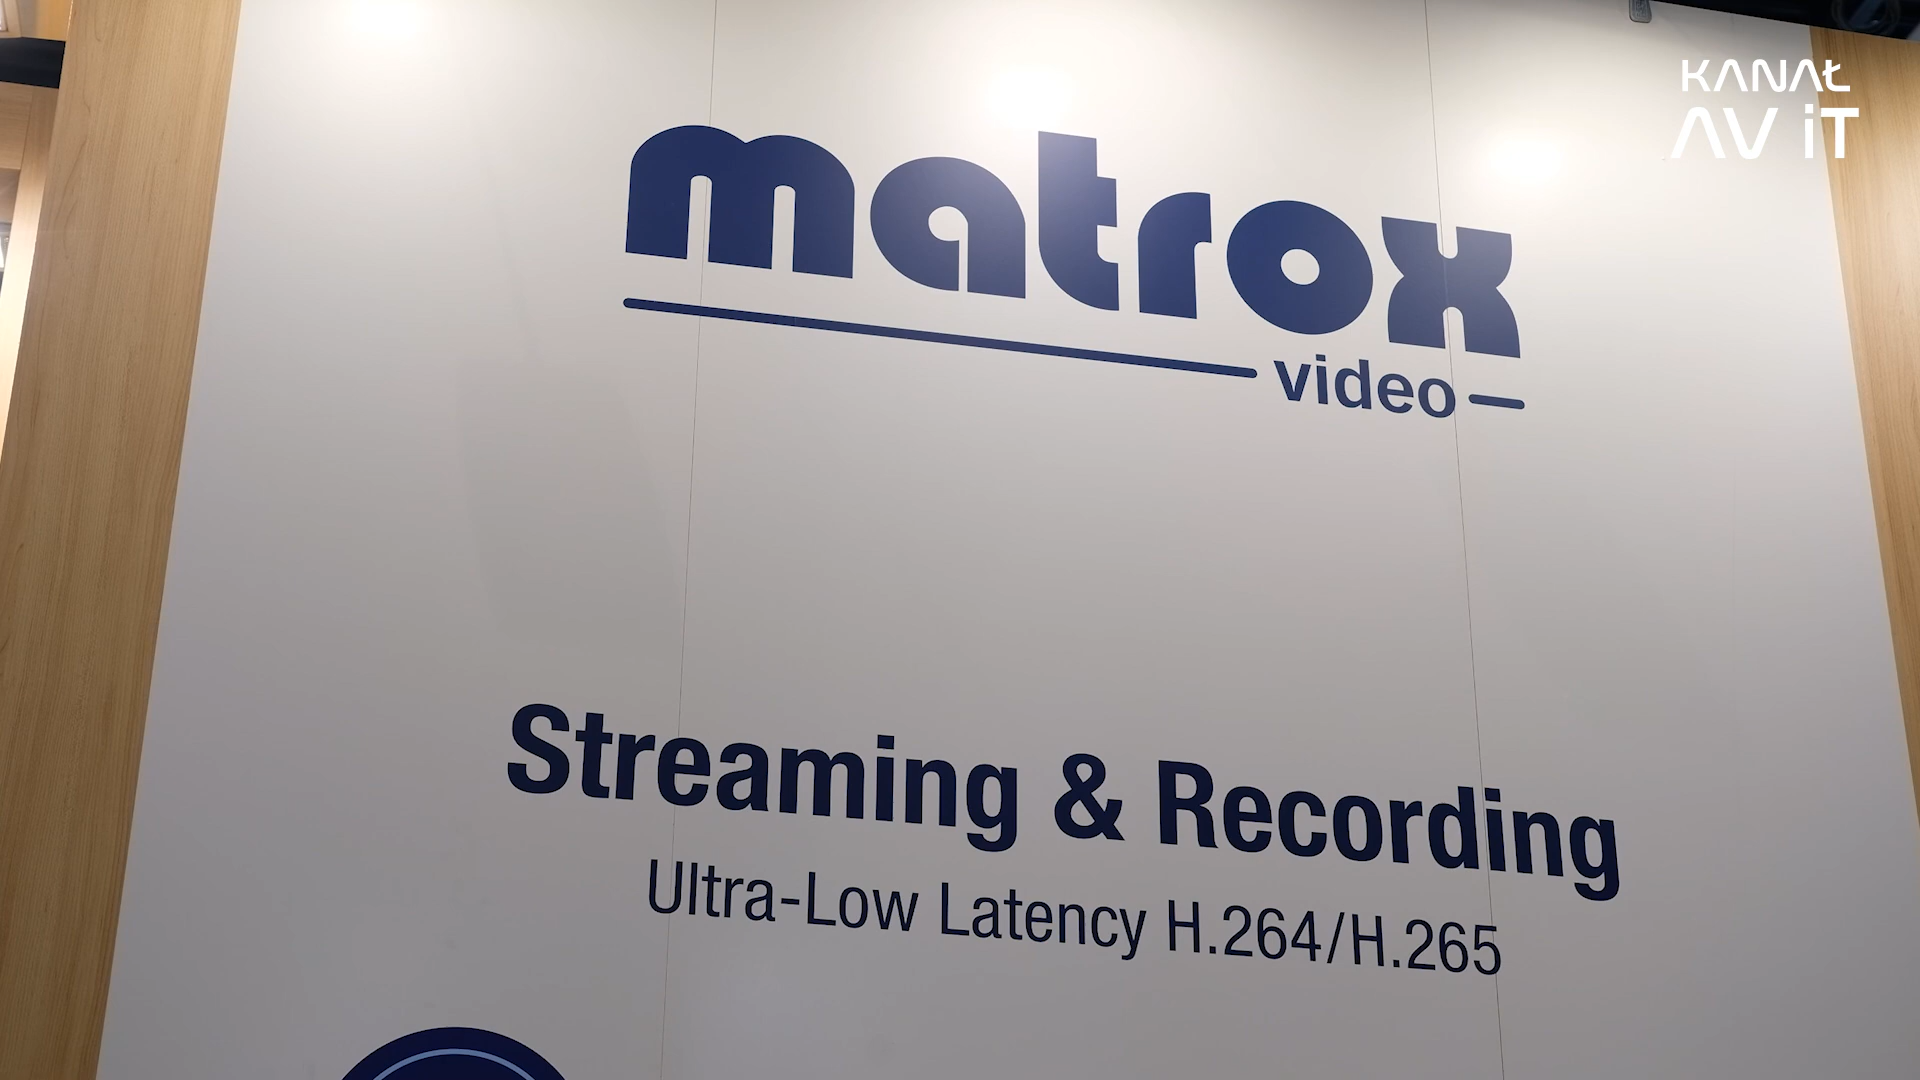 KANAŁ
AV iT
matrox
video
Streaming & Recording
Ultra-Low Latency H.264/H.265